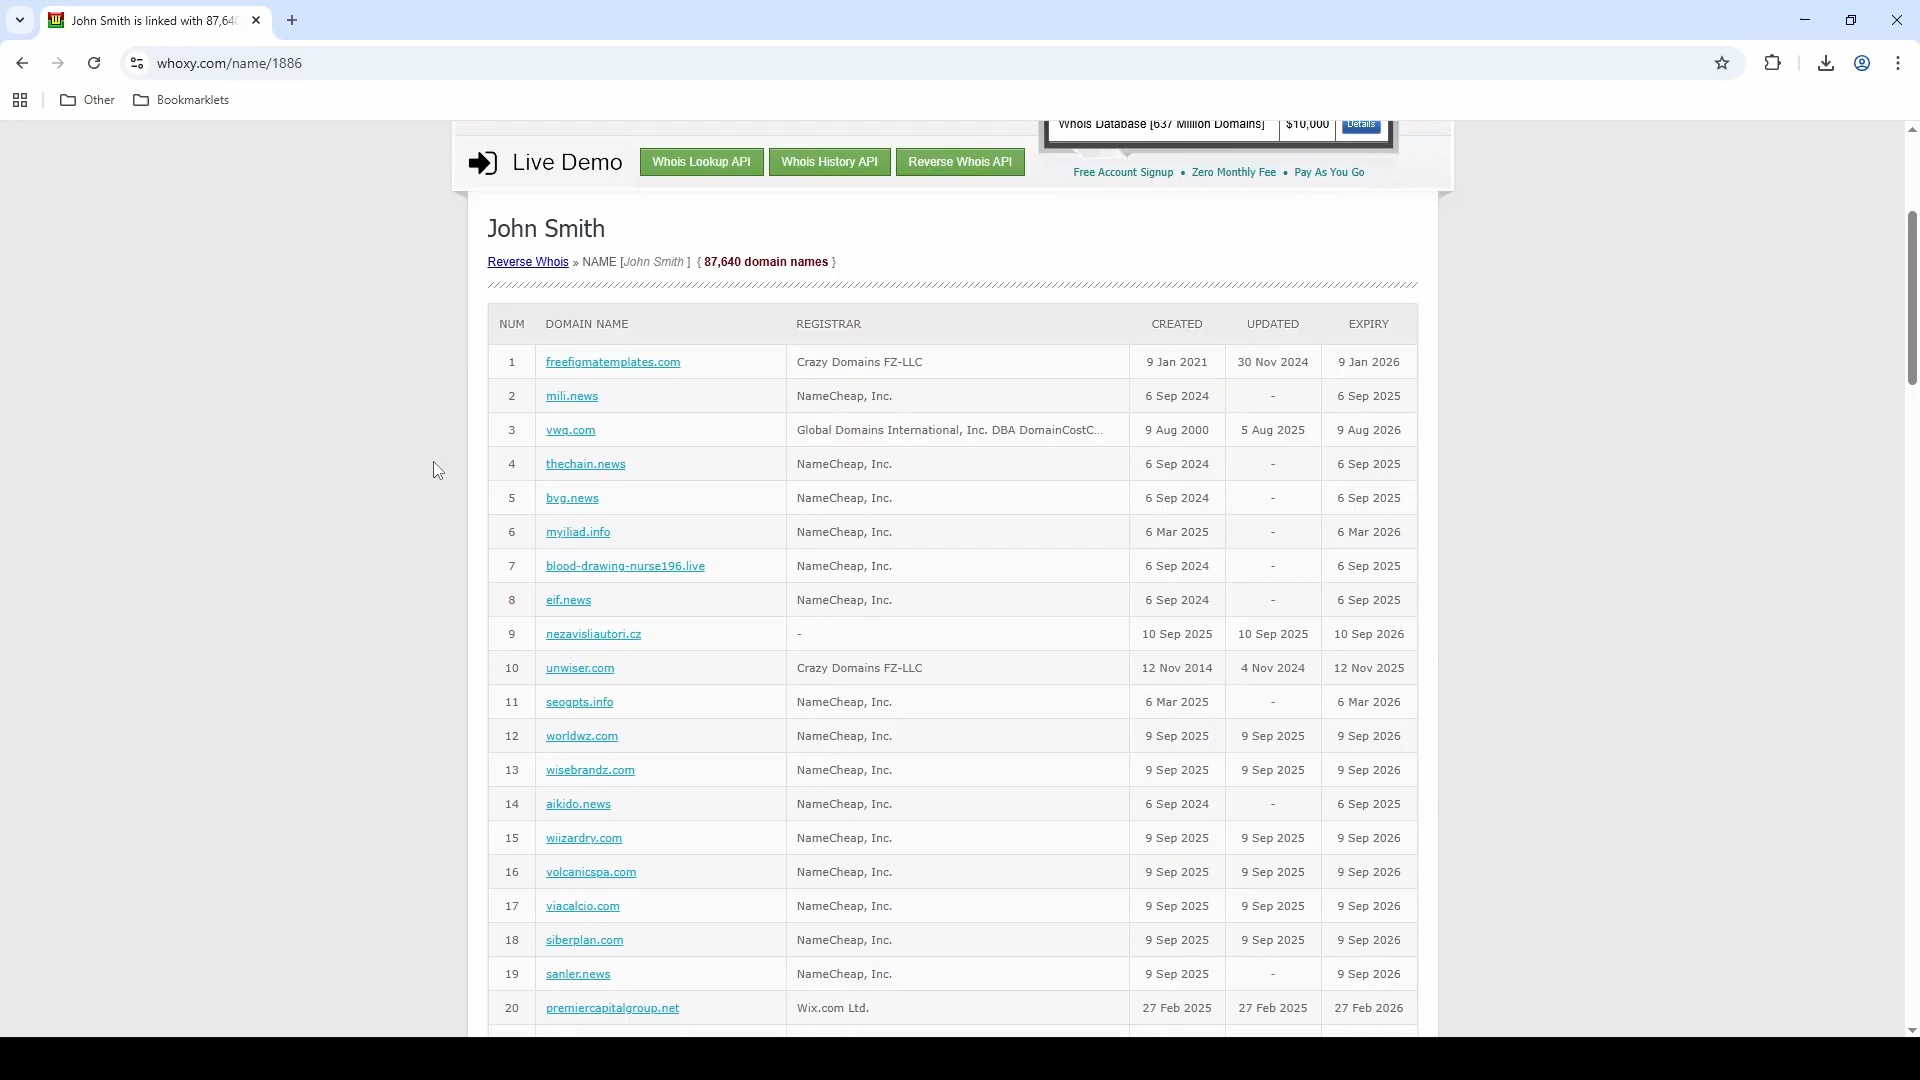 John Smith is linked with 87,640
whoxy.com/name/1886
Other
Bookmarklets
Whois Database [637 Million Domains] $10,000 Details
Live Demo
Whois Lookup API
Whois History API
Reverse Whois API
Free Account Signup • Zero Monthly Fee • Pay As You Go
John Smith
Reverse Whois » NAME [John Smith ] { 87,640 domain names }
NUM DOMAIN NAME REGISTRAR CREATED UPDATED EXPIRY
1 freefigmatemplates.com Crazy Domains FZ-LLC 9 Jan 2021 30 Nov 2024 9 Jan 2026
2 mili.news NameCheap, Inc. 6 Sep 2024 - 6 Sep 2025
3 vwq.com Global Domains International, Inc. DBA DomainCostC... 9 Aug 2000 5 Aug 2025 9 Aug 2026
4 thechain.news NameCheap, Inc. 6 Sep 2024 - 6 Sep 2025
5 bvg.news NameCheap, Inc. 6 Sep 2024 - 6 Sep 2025
6 myiliad.info NameCheap, Inc. 6 Mar 2025 - 6 Mar 2026
7 blood-drawing-nurse196.live NameCheap, Inc. 6 Sep 2024 - 6 Sep 2025
8 eif.news NameCheap, Inc. 6 Sep 2024 - 6 Sep 2025
9 nezavisliautori.cz - 10 Sep 2025 10 Sep 2025 10 Sep 2026
10 unwiser.com Crazy Domains FZ-LLC 12 Nov 2014 4 Nov 2024 12 Nov 2025
11 seogpts.info NameCheap, Inc. 6 Mar 2025 - 6 Mar 2026
12 worldwz.com NameCheap, Inc. 9 Sep 2025 9 Sep 2025 9 Sep 2026
13 wisebrandz.com NameCheap, Inc. 9 Sep 2025 9 Sep 2025 9 Sep 2026
14 aikido.news NameCheap, Inc. 6 Sep 2024 - 6 Sep 2025
15 wiizardry.com NameCheap, Inc. 9 Sep 2025 9 Sep 2025 9 Sep 2026
16 volcanicspa.com NameCheap, Inc. 9 Sep 2025 9 Sep 2025 9 Sep 2026
17 viacalcio.com NameCheap, Inc. 9 Sep 2025 9 Sep 2025 9 Sep 2026
18 siberplan.com NameCheap, Inc. 9 Sep 2025 9 Sep 2025 9 Sep 2026
19 sanler.news NameCheap, Inc. 9 Sep 2025 - 9 Sep 2026
20 premiercapitalgroup.net Wix.com Ltd. 27 Feb 2025 27 Feb 2025 27 Feb 2026